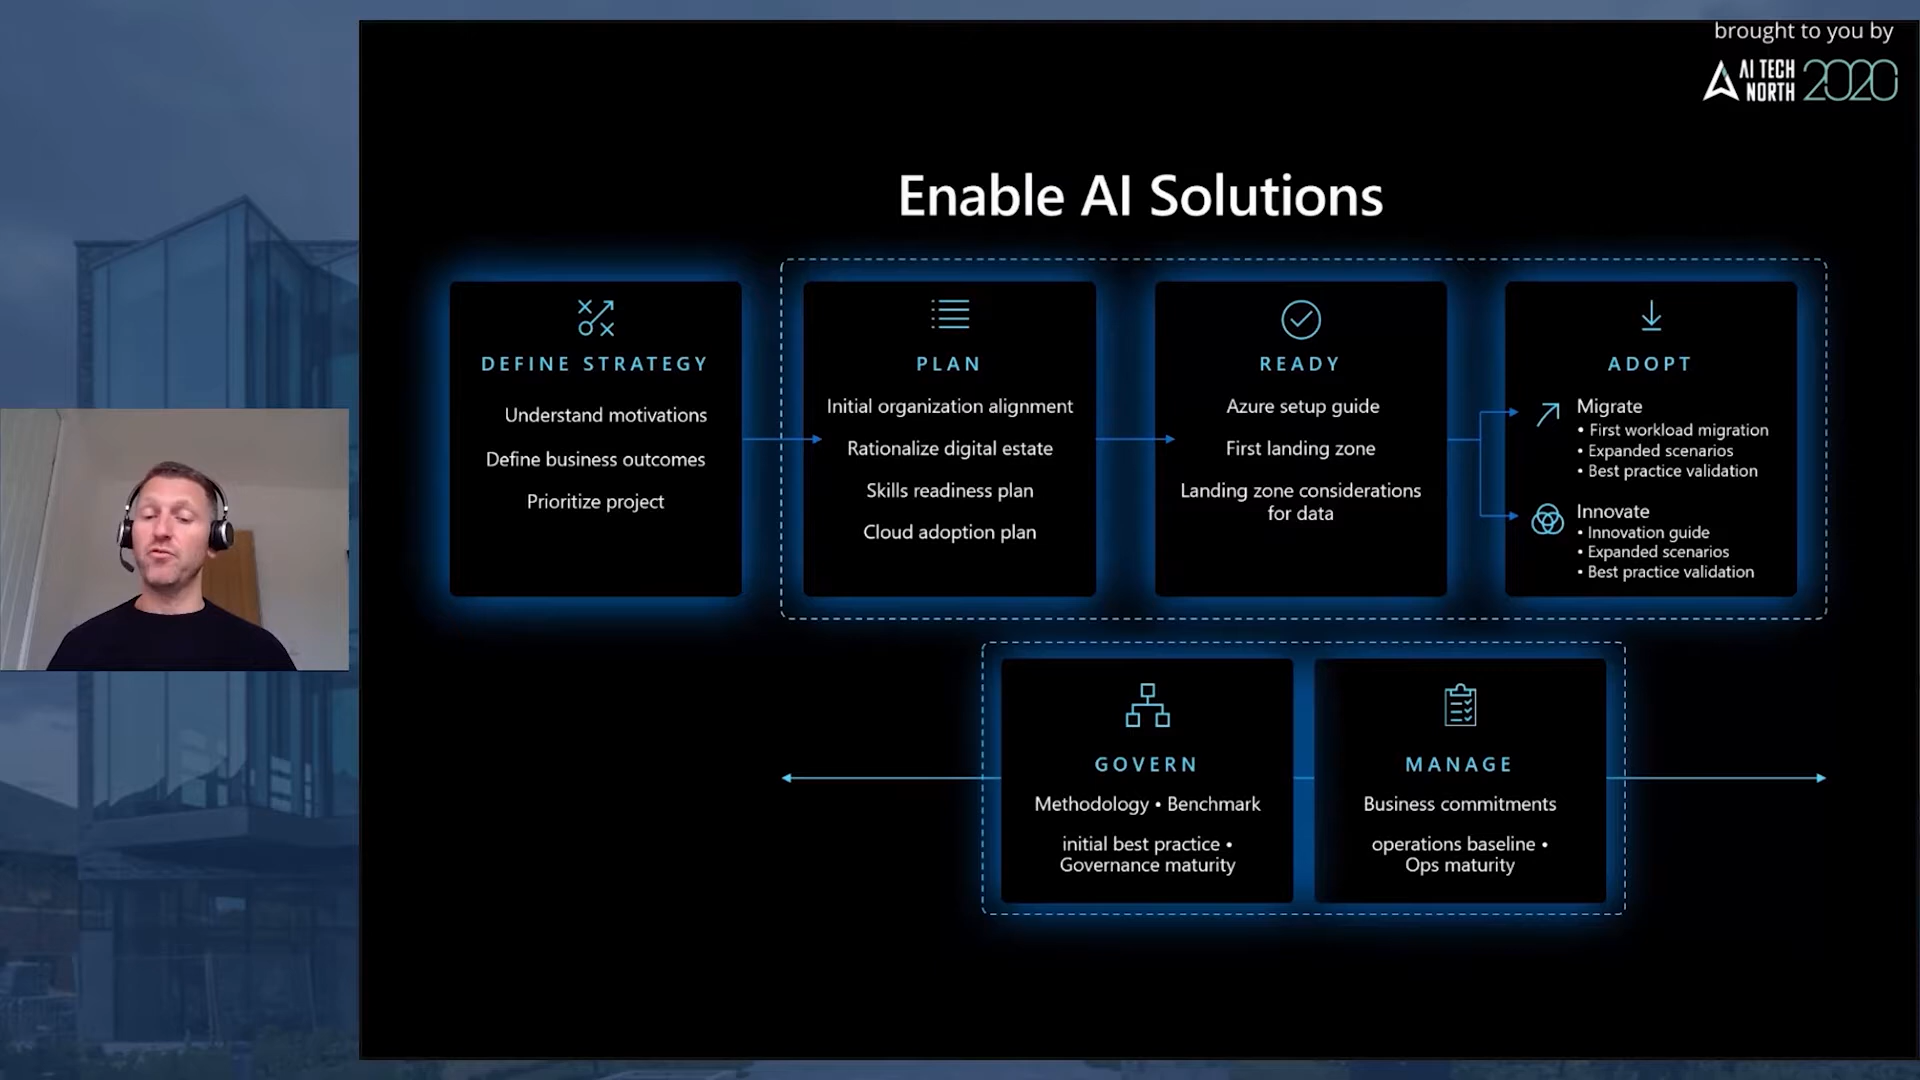 brought to you by
AI TECH
NORTH 2020
Enable AI Solutions
DEFINE STRATEGY
Understand motivations
Define business outcomes
Prioritize project
PLAN
Initial organization alignment
Rationalize digital estate
Skills readiness plan
Cloud adoption plan
READY
Azure setup guide
First landing zone
Landing zone considerations
for data
ADOPT
Migrate
• First workload migration
• Expanded scenarios
• Best practice validation
Innovate
• Innovation guide
• Expanded scenarios
• Best practice validation
GOVERN
Methodology • Benchmark
initial best practice •
Governance maturity
MANAGE
Business commitments
operations baseline •
Ops maturity